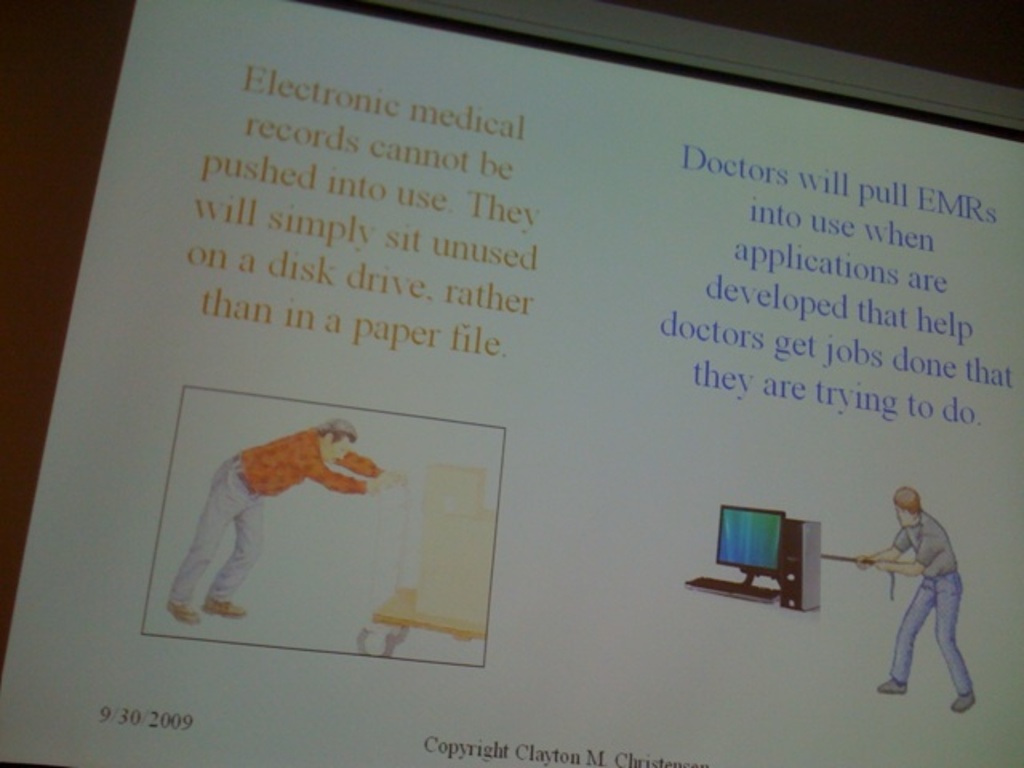 Electronic medical
records cannot be
pushed into use. They
will simply sit unused
on a disk drive, rather
than in a paper file.
Doctors will pull EMRs
into use when
applications are
developed that help
doctors get jobs done that
they are trying to do.
9/30/2009
Copyright Clayton M. Christensen